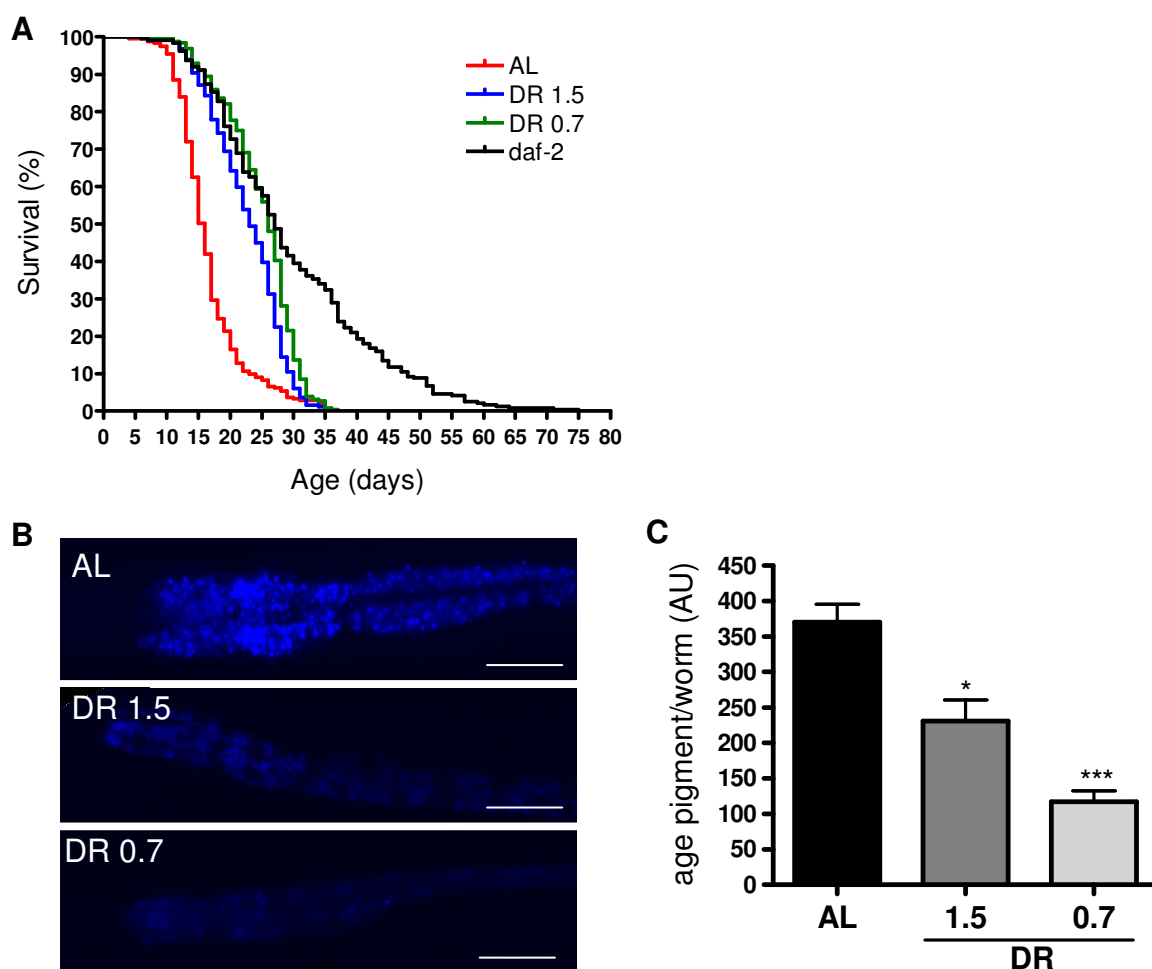 A
100
90
80
70
60
50
40
30
20
10
0
Survival (%)
0 5 10 15 20 25 30 35 40 45 50 55 60 65 70 75 80
Age (days)
AL
DR 1.5
DR 0.7
daf-2
B
AL
DR 1.5
DR 0.7
C
450
400
350
300
250
200
150
100
50
0
age pigment/worm (AU)
*
***
AL 1.5 0.7
DR